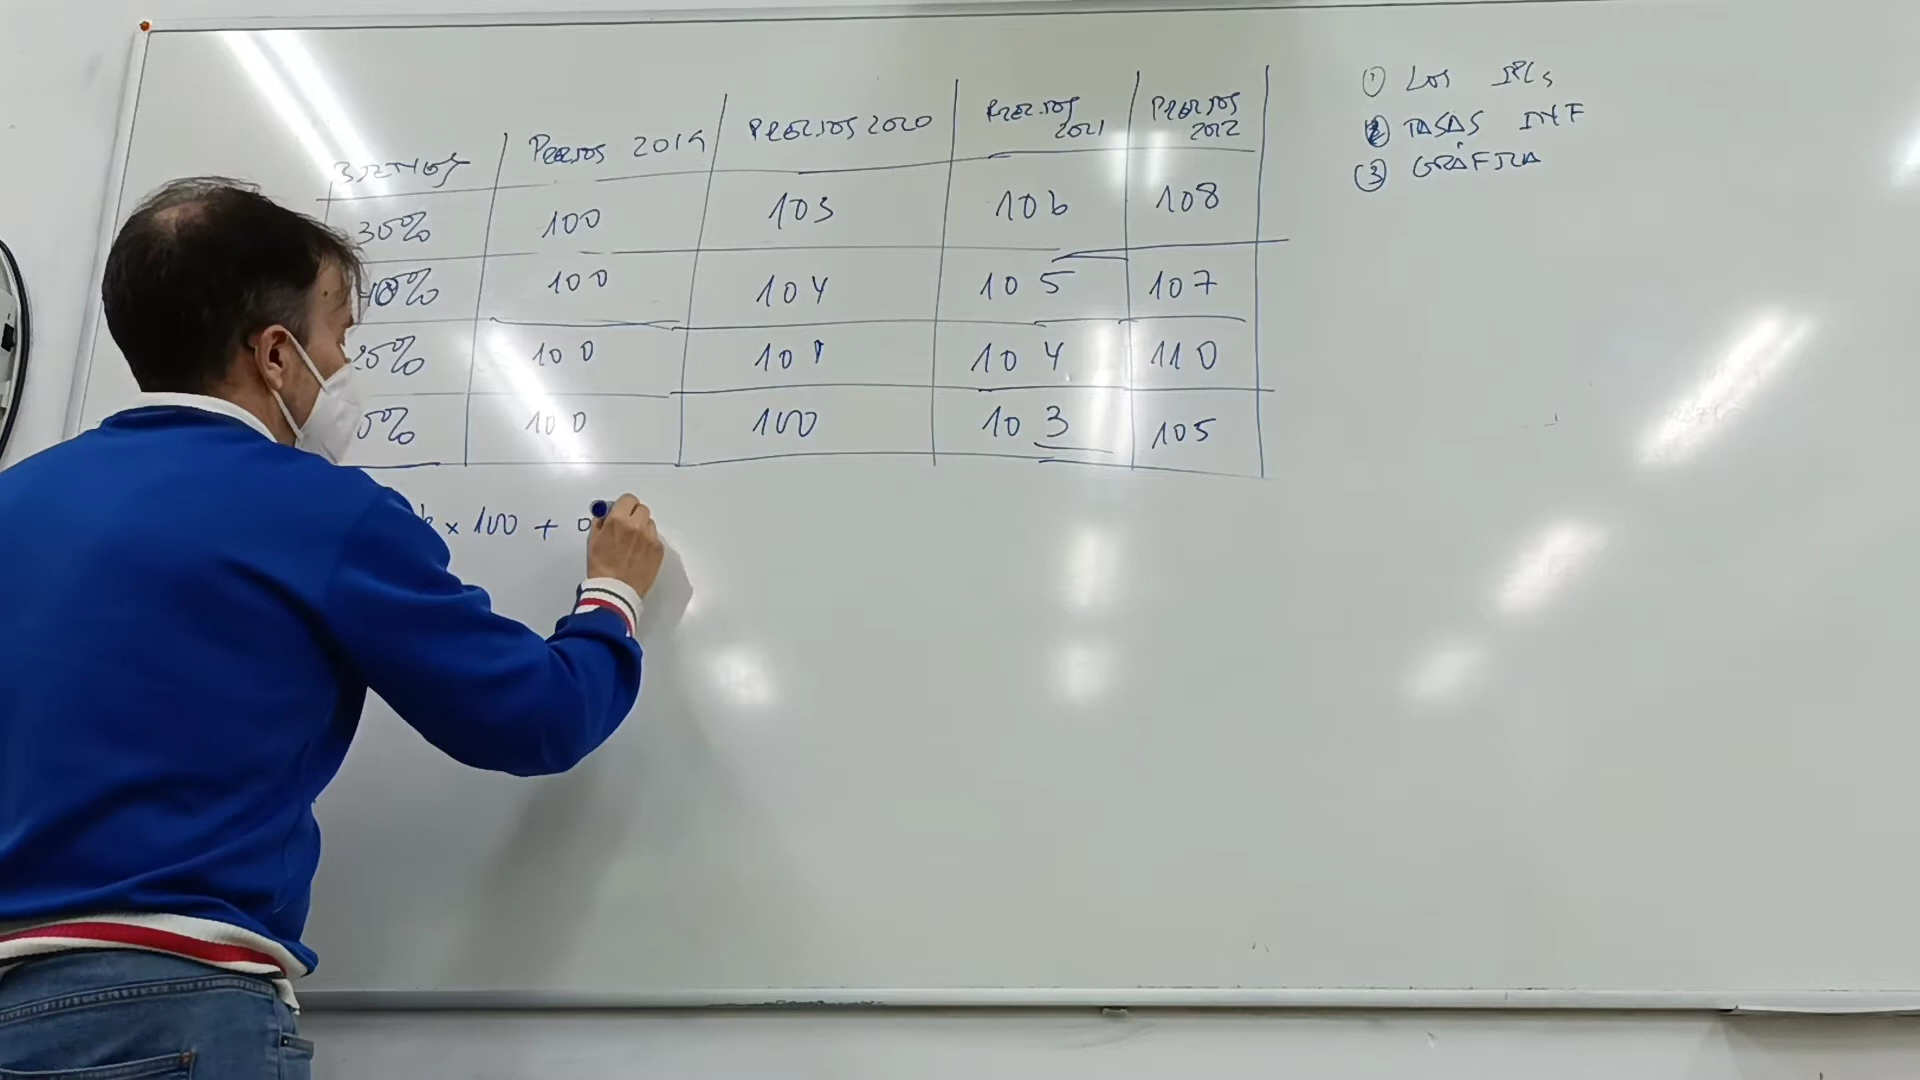 BIENES PRECIOS 2019 PRECIOS 2020 PRECIOS 2021 PRECIOS 2022
30% 100 103 106 108
40% 100 104 105 107
25% 100 101 104 110
5% 100 100 103 105
x 100 + 0
① LOS IPCs
② TASAS INF
③ GRÁFICA